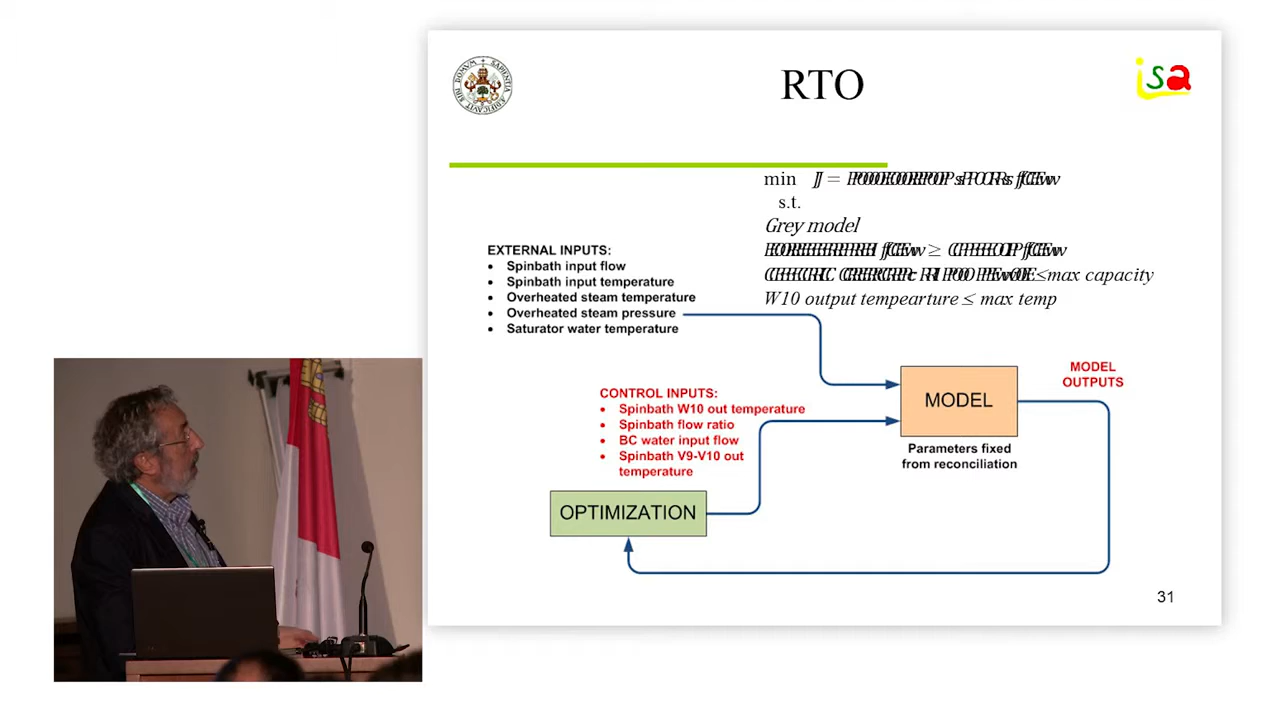 RTO
isa
min J =
s.t.
Grey model
≥
≤max capacity
W10 output tempearture ≤ max temp
EXTERNAL INPUTS:
• Spinbath input flow
• Spinbath input temperature
• Overheated steam temperature
• Overheated steam pressure
• Saturator water temperature
MODEL
OUTPUTS
CONTROL INPUTS:
• Spinbath W10 out temperature
• Spinbath flow ratio
• BC water input flow
• Spinbath V9-V10 out
temperature
MODEL
Parameters fixed
from reconciliation
OPTIMIZATION
31